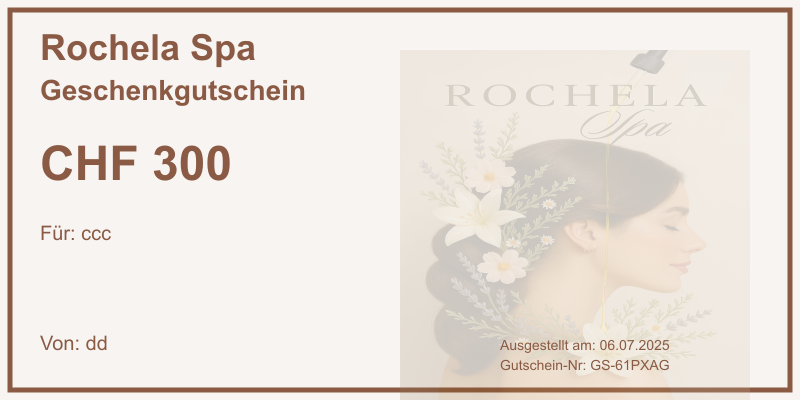 Rochela Spa
Geschenkgutschein
CHF 300
Für: ccc
Von: dd
ROCHELA
Spa
Ausgestellt am: 06.07.2025
Gutschein-Nr: GS-61PXAG